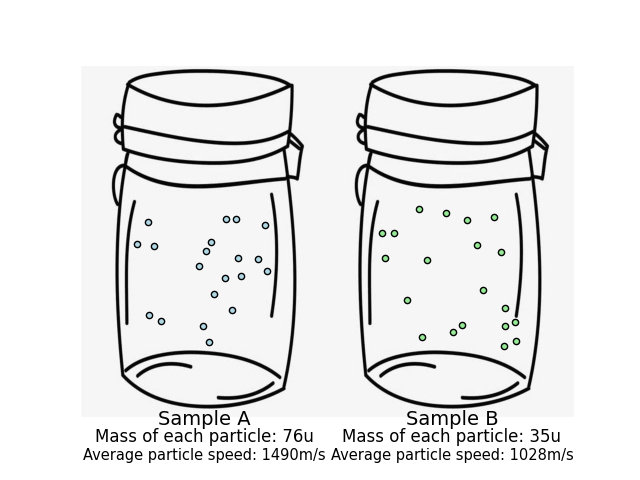 Sample A
Mass of each particle: 76u
Average particle speed: 1490m/s
Sample B
Mass of each particle: 35u
Average particle speed: 1028m/s